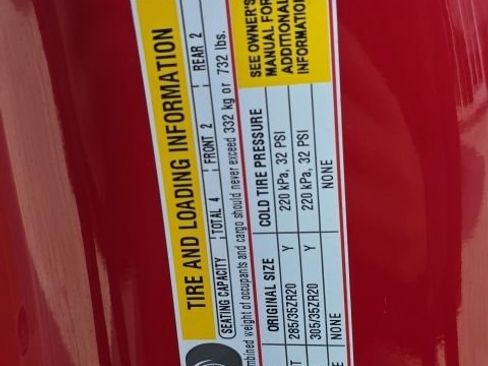 TIRE AND LOADING INFORMATION
SEATING CAPACITY TOTAL 4 FRONT 2 REAR 2
mbined weight of occupants and cargo should never exceed 332 kg or 732 lbs.
ORIGINAL SIZE COLD TIRE PRESSURE
T 285/35ZR20 Y 220 kPa, 32 PSI
305/35ZR20 Y 220 kPa, 32 PSI
E NONE NONE
SEE OWNER'S
MANUAL FOR
ADDITIONAL
INFORMATION